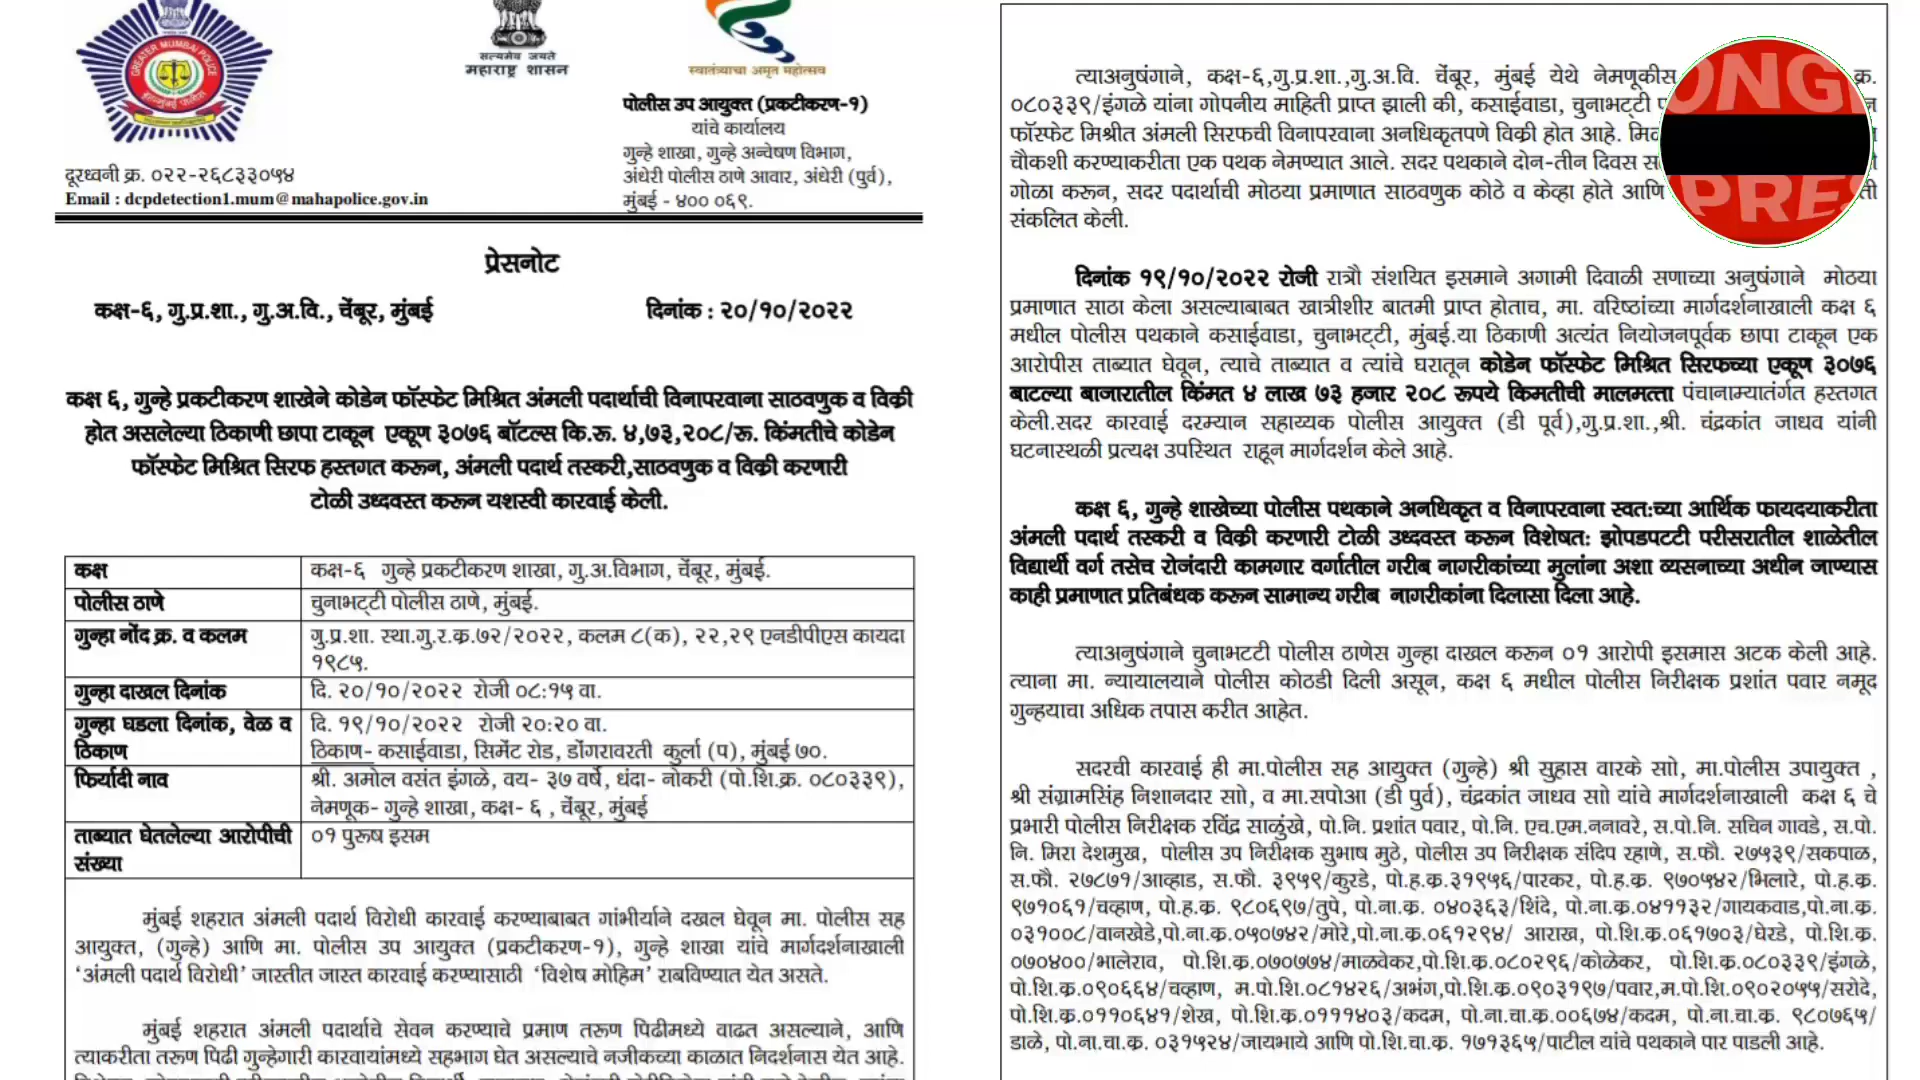 GREATER MUMBAI POLICE
सत्यमेव जयते
महाराष्ट्र शासन
स्वातंत्र्याचा अमृत महोत्सव
पोलीस उप आयुक्त (प्रकटीकरण-१)
यांचे कार्यालय
गुन्हे शाखा, गुन्हे अन्वेषण विभाग,
अंधेरी पोलीस ठाणे आवार, अंधेरी (पुर्व),
मुंबई - ४०० ०६९.
दूरध्वनी क्र. ०२२-२६८३३०५४
Email : dcpdetection1.mum@mahapolice.gov.in
प्रेसनोट
कक्ष-६, गु.प्र.शा., गु.अ.वि., चेंबूर, मुंबई दिनांक : २०/१०/२०२२
कक्ष ६, गुन्हे प्रकटीकरण शाखेने कोडेन फॉस्फेट मिश्रित अंमली पदार्थाची विनापरवाना साठवणुक व विक्री
होत असलेल्या ठिकाणी छापा टाकून एकूण ३०७६ बॉटल्स कि.रू. ४,७३,२०८/रू. किंमतीचे कोडेन
फॉस्फेट मिश्रित सिरफ हस्तगत करून, अंमली पदार्थ तस्करी,साठवणुक व विक्री करणारी
टोळी उध्दवस्त करून यशस्वी कारवाई केली.
कक्ष कक्ष-६ गुन्हे प्रकटीकरण शाखा, गु.अ.विभाग, चेंबूर, मुंबई.
पोलीस ठाणे चुनाभट्टी पोलीस ठाणे, मुंबई.
गुन्हा नोंद क्र. व कलम गु.प्र.शा. स्था.गु.र.क्र.७२/२०२२, कलम ८(क), २२,२९ एनडीपीएस कायदा
१९८५.
गुन्हा दाखल दिनांक दि. २०/१०/२०२२ रोजी ०८:१५ वा.
गुन्हा घडला दिनांक, वेळ व दि. १९/१०/२०२२ रोजी २०:२० वा.
ठिकाण ठिकाण- कसाईवाडा, सिमेंट रोड, डोंगरावरती कुर्ला (प), मुंबई ७०.
फिर्यादी नाव श्री. अमोल वसंत इंगळे, वय- ३७ वर्षे, धंदा- नोकरी (पो.शि.क्र. ०८०३३९),
नेमणूक- गुन्हे शाखा, कक्ष- ६ , चेंबूर, मुंबई
ताब्यात घेतलेल्या आरोपीची ०१ पुरूष इसम
संख्या
मुंबई शहरात अंमली पदार्थ विरोधी कारवाई करण्याबाबत गांभीर्याने दखल घेवून मा. पोलीस सह
आयुक्त, (गुन्हे) आणि मा. पोलीस उप आयुक्त (प्रकटीकरण-१), गुन्हे शाखा यांचे मार्गदर्शनाखाली
'अंमली पदार्थ विरोधी' जास्तीत जास्त कारवाई करण्यासाठी 'विशेष मोहिम' राबविण्यात येत असते.
मुंबई शहरात अंमली पदार्थाचे सेवन करण्याचे प्रमाण तरूण पिढीमध्ये वाढत असल्याने, आणि
त्याकरीता तरूण पिढी गुन्हेगारी कारवायांमध्ये सहभाग घेत असल्याचे नजीकच्या काळात निदर्शनास येत आहे.
त्याअनुषंगाने, कक्ष-६,गु.प्र.शा.,गु.अ.वि. चेंबूर, मुंबई येथे नेमणूकीस क्र.
०८०३३९/इंगळे यांना गोपनीय माहिती प्राप्त झाली की, कसाईवाडा, चुनाभट्टी
फॉस्फेट मिश्रीत अंमली सिरफची विनापरवाना अनधिकृतपणे विक्री होत आहे.
चौकशी करण्याकरीता एक पथक नेमण्यात आले. सदर पथकाने दोन-तीन दिवस
गोळा करून, सदर पदार्थाची मोठया प्रमाणात साठवणुक कोठे व केव्हा होते आणि
संकलित केली.
ONG
PRES
दिनांक १९/१०/२०२२ रोजी रात्रौ संशयित इसमाने अगामी दिवाळी सणाच्या अनुषंगाने मोठया
प्रमाणात साठा केला असल्याबाबत खात्रीशीर बातमी प्राप्त होताच, मा. वरिष्ठांच्या मार्गदर्शनाखाली कक्ष ६
मधील पोलीस पथकाने कसाईवाडा, चुनाभट्टी, मुंबई.या ठिकाणी अत्यंत नियोजनपूर्वक छापा टाकून एक
आरोपीस ताब्यात घेवून, त्याचे ताब्यात व त्यांचे घरातून कोडेन फॉस्फेट मिश्रित सिरफच्या एकूण ३०७६
बाटल्या बाजारातील किंमत ४ लाख ७३ हजार २०८ रूपये किमतीची मालमत्ता पंचानाम्यातंर्गत हस्तगत
केली.सदर कारवाई दरम्यान सहाय्यक पोलीस आयुक्त (डी पूर्व),गु.प्र.शा.,श्री. चंद्रकांत जाधव यांनी
घटनास्थळी प्रत्यक्ष उपस्थित राहून मार्गदर्शन केले आहे.
कक्ष ६, गुन्हे शाखेच्या पोलीस पथकाने अनधिकृत व विनापरवाना स्वत:च्या आर्थिक फायदयाकरीता
अंमली पदार्थ तस्करी व विक्री करणारी टोळी उध्दवस्त करून विशेषत: झोपडपटटी परीसरातील शाळेतील
विद्यार्थी वर्ग तसेच रोजंदारी कामगार वर्गातील गरीब नागरीकांच्या मुलांना अशा व्यसनाच्या अधीन जाण्यास
काही प्रमाणात प्रतिबंधक करून सामान्य गरीब नागरीकांना दिलासा दिला आहे.
त्याअनुषंगाने चुनाभटटी पोलीस ठाणेस गुन्हा दाखल करून ०१ आरोपी इसमास अटक केली आहे.
त्याना मा. न्यायालयाने पोलीस कोठडी दिली असून, कक्ष ६ मधील पोलीस निरीक्षक प्रशांत पवार नमूद
गुन्हयाचा अधिक तपास करीत आहेत.
सदरची कारवाई ही मा.पोलीस सह आयुक्त (गुन्हे) श्री सुहास वारके सो, मा.पोलीस उपायुक्त ,
श्री संग्रामसिंह निशानदार सो, व मा.सपोआ (डी पुर्व), चंद्रकांत जाधव सो यांचे मार्गदर्शनाखाली कक्ष ६ चे
प्रभारी पोलीस निरीक्षक रविंद्र साळुंखे, पो.नि. प्रशांत पवार, पो.नि. एच.एम.ननावरे, स.पो.नि. सचिन गावडे, स.पो.
नि. मिरा देशमुख, पोलीस उप निरीक्षक सुभाष मुठे, पोलीस उप निरीक्षक संदिप रहाणे, स.फौ. २७५३९/सकपाळ,
स.फौ. २७८७१/आव्हाड, स.फौ. ३९५९/कुरडे, पो.ह.क्र.३१९५६/पारकर, पो.ह.क्र. ९७०५४२/भिलारे, पो.ह.क्र.
९७१०६१/चव्हाण, पो.ह.क्र. ९८०६९७/तुपे, पो.ना.क्र. ०४०३६३/शिंदे, पो.ना.क्र.०४११३२/गायकवाड,पो.ना.क्र.
०३१००८/वानखेडे,पो.ना.क्र.०५०७४२/मोरे,पो.ना.क्र.०६१२९४/ आराख, पो.शि.क्र.०६१७०३/घेरडे, पो.शि.क्र.
०७०४००/भालेराव, पो.शि.क्र.०७०७७४/माळवेकर,पो.शि.क्र.०८०२९६/कोळेकर, पो.शि.क्र.०८०३३९/इंगळे,
पो.शि.क्र.०९०६६४/चव्हाण, म.पो.शि.०८१४२६/अभंग,पो.शि.क्र.०९०३१९७/पवार,म.पो.शि.०९०२०५५/सरोदे,
पो.शि.क्र.०११०६४१/शेख, पो.शि.क्र.०१११४०३/कदम, पो.ना.चा.क्र.००६७४/कदम, पो.ना.चा.क्र. ९८०७६५/
डाळे, पो.ना.चा.क्र. ०३१५२४/जायभाये आणि पो.शि.चा.क्र. १७१३६५/पाटील यांचे पथकाने पार पाडली आहे.